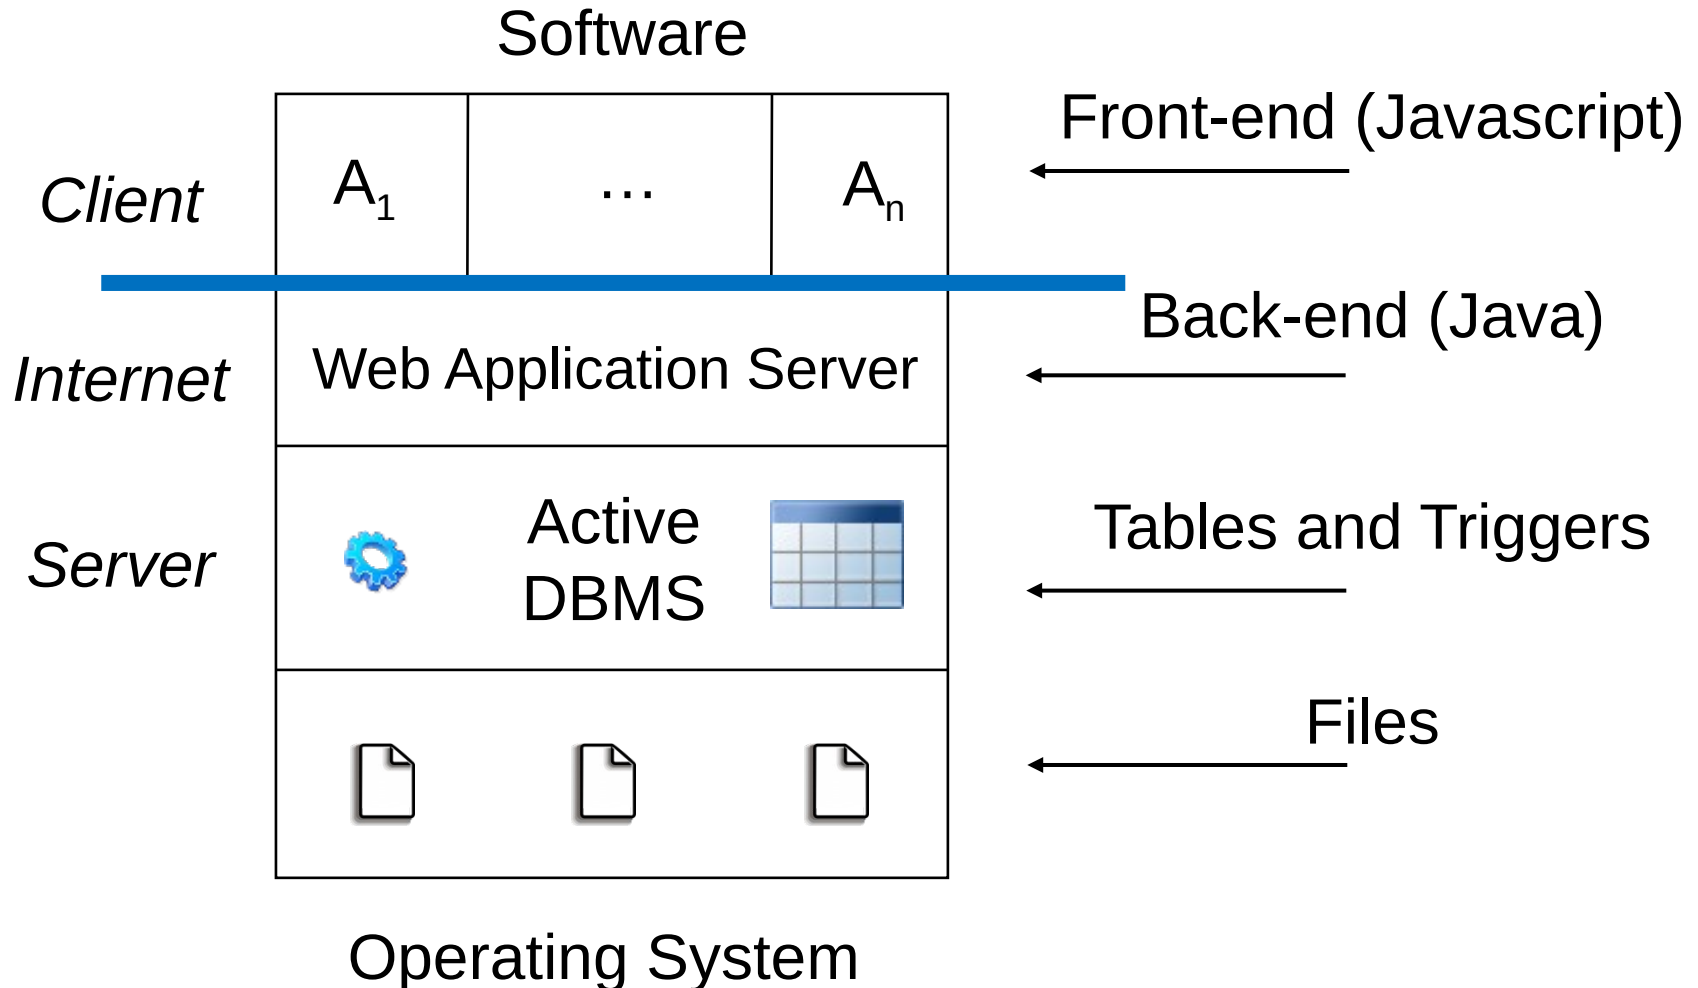 Software
Front-end (Javascript)
Client
A₁
…
Aₙ
Back-end (Java)
Internet
Web Application Server
Server
Active
DBMS
Tables and Triggers
Files
Operating System